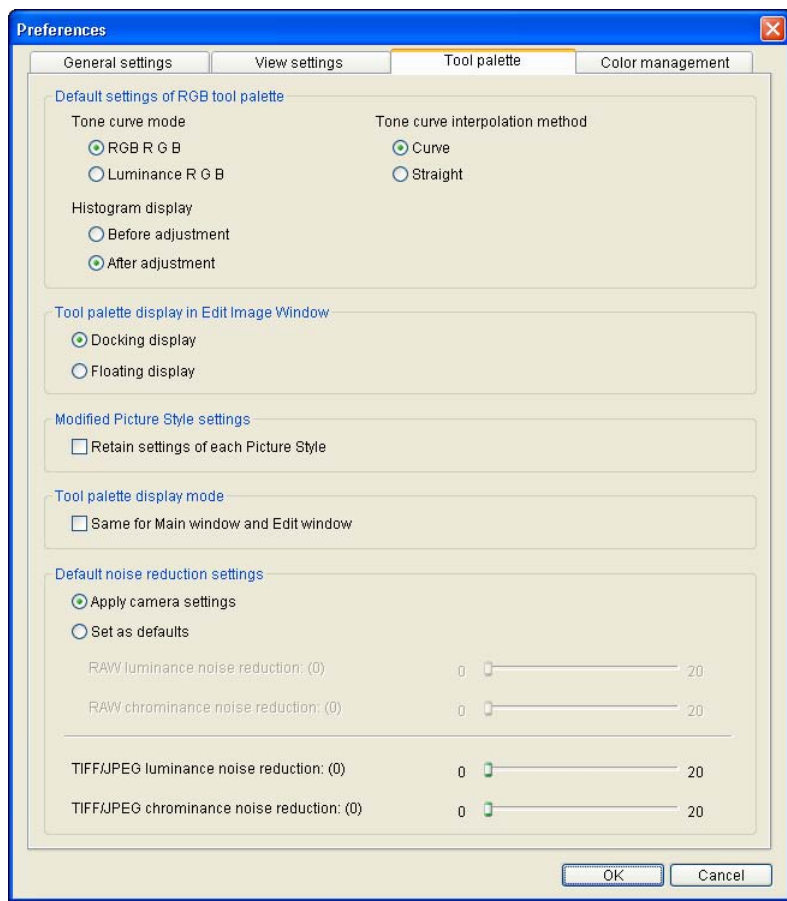 Preferences
General settings View settings Tool palette Color management
Default settings of RGB tool palette
Tone curve mode Tone curve interpolation method
RGB R G B Curve
Luminance R G B Straight
Histogram display
Before adjustment
After adjustment
Tool palette display in Edit Image Window
Docking display
Floating display
Modified Picture Style settings
Retain settings of each Picture Style
Tool palette display mode
Same for Main window and Edit window
Default noise reduction settings
Apply camera settings
Set as defaults
RAW luminance noise reduction: (0) 0 20
RAW chrominance noise reduction: (0) 0 20
TIFF/JPEG luminance noise reduction: (0) 0 20
TIFF/JPEG chrominance noise reduction: (0) 0 20
OK Cancel